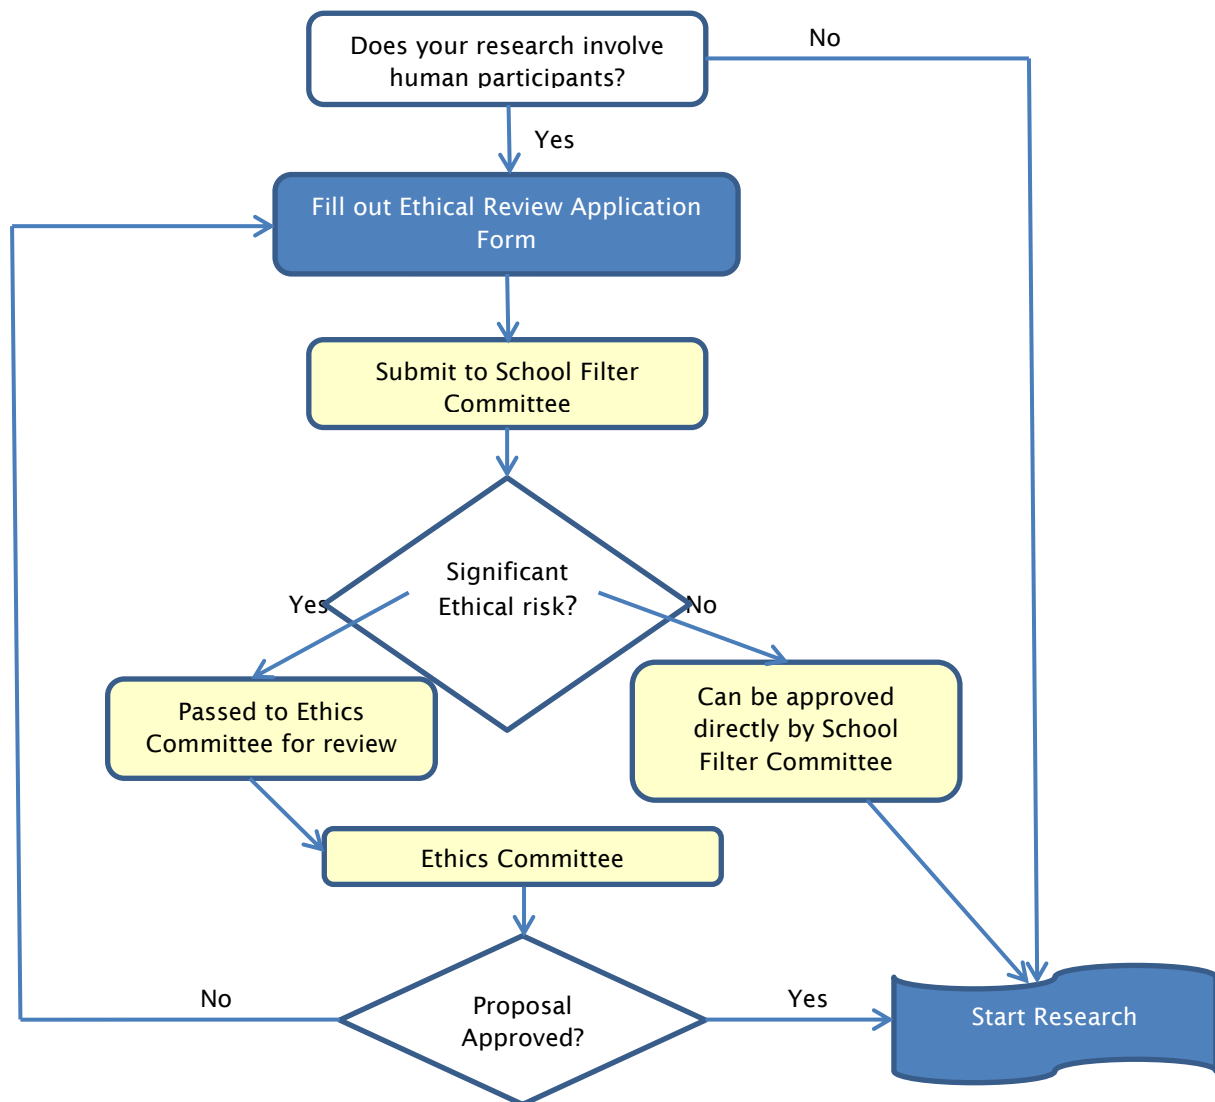 Does your research involve
human participants?
No
Yes
Fill out Ethical Review Application
Form
Submit to School Filter
Committee
Significant
Ethical risk?
Yes
No
Passed to Ethics
Committee for review
Can be approved
directly by School
Filter Committee
Ethics Committee
No
Proposal
Approved?
Yes
Start Research